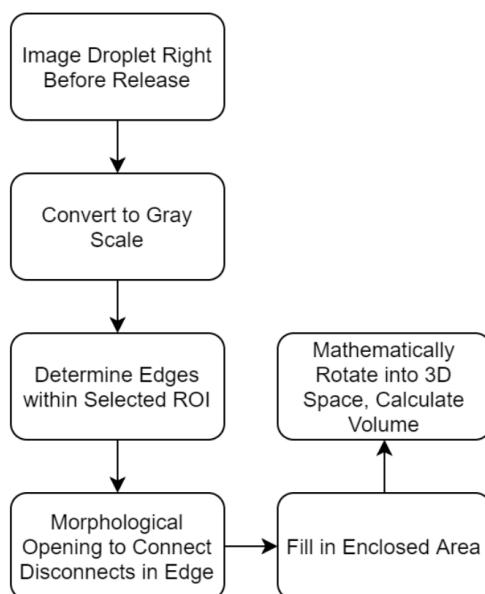 Image Droplet Right
Before Release
Convert to Gray
Scale
Determine Edges
within Selected ROI
Morphological
Opening to Connect
Disconnects in Edge
Fill in Enclosed Area
Mathematically
Rotate into 3D
Space, Calculate
Volume